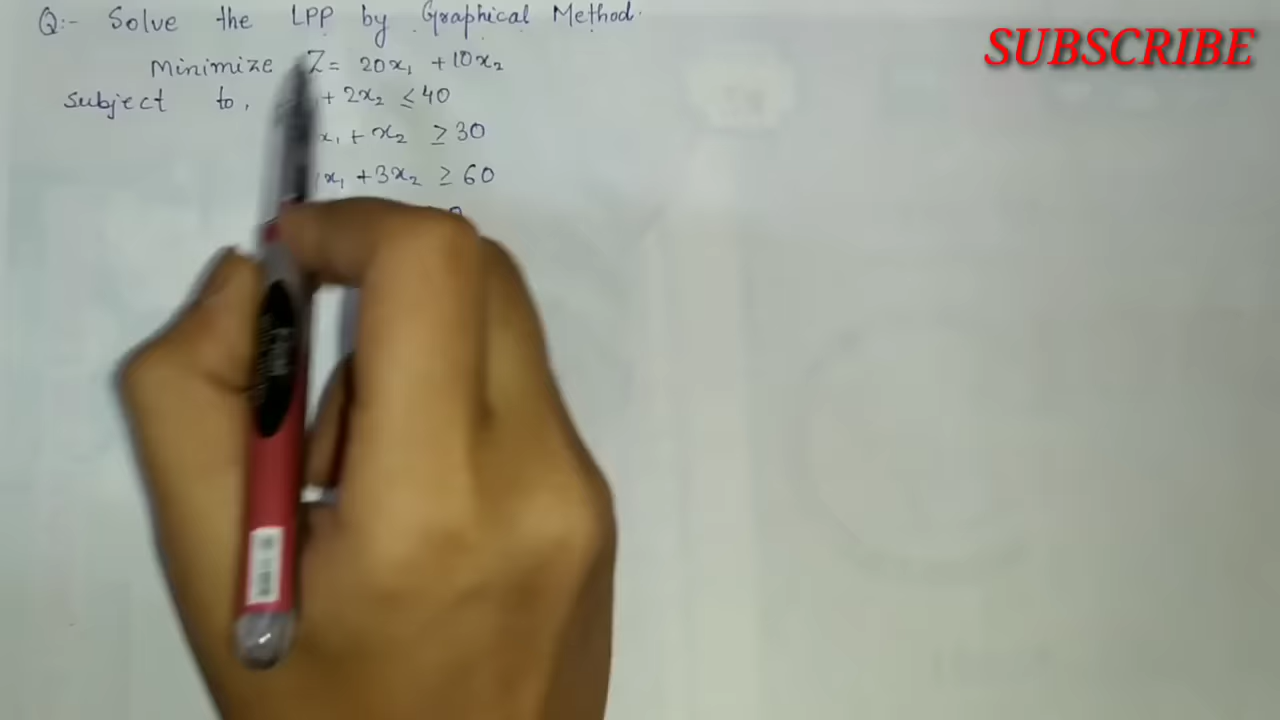 Q:- Solve the LPP by Graphical Method.
SUBSCRIBE
Minimize Z = 20x₁ + 10x₂
Subject to, + 2x₂ ≤ 40
x₁ + x₂ ≥ 30
x₁ + 3x₂ ≥ 60